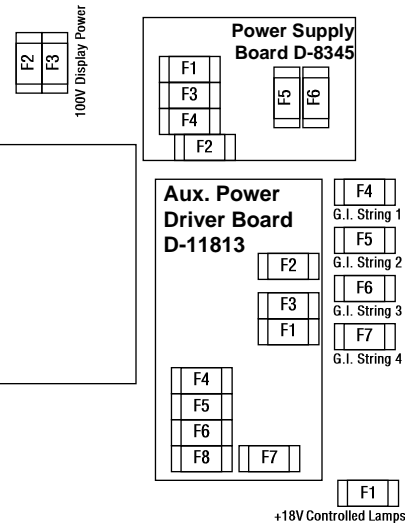 F2
F3
100V Display Power
Power Supply
Board D-8345
F1
F3
F4
F2
F5
F6
Aux. Power
Driver Board
D-11813
F2
F3
F1
F4
F5
F6
F8
F7
F4
G.I. String 1
F5
G.I. String 2
F6
G.I. String 3
F7
G.I. String 4
F1
+18V Controlled Lamps